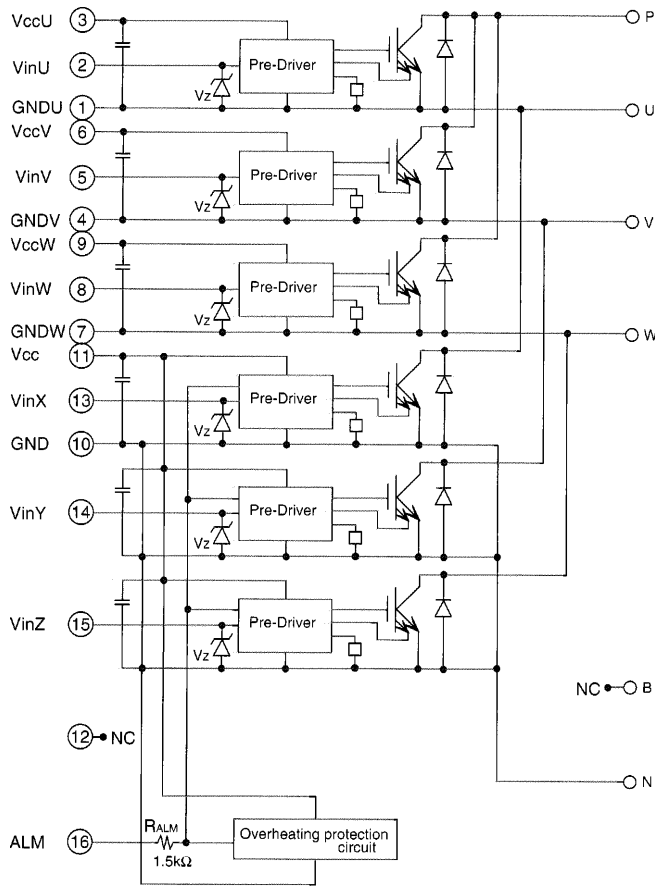 VccU 3 P
VinU 2 Pre-Driver
Vz
GNDU 1 U
VccV 6
VinV 5 Pre-Driver
Vz
GNDV 4 V
VccW 9
VinW 8 Pre-Driver
Vz
GNDW 7 W
Vcc 11
VinX 13 Pre-Driver
Vz
GND 10
VinY 14 Pre-Driver
Vz
VinZ 15 Pre-Driver
Vz
NC B
12 NC
N
ALM 16 RALM Overheating protection
1.5kΩ circuit